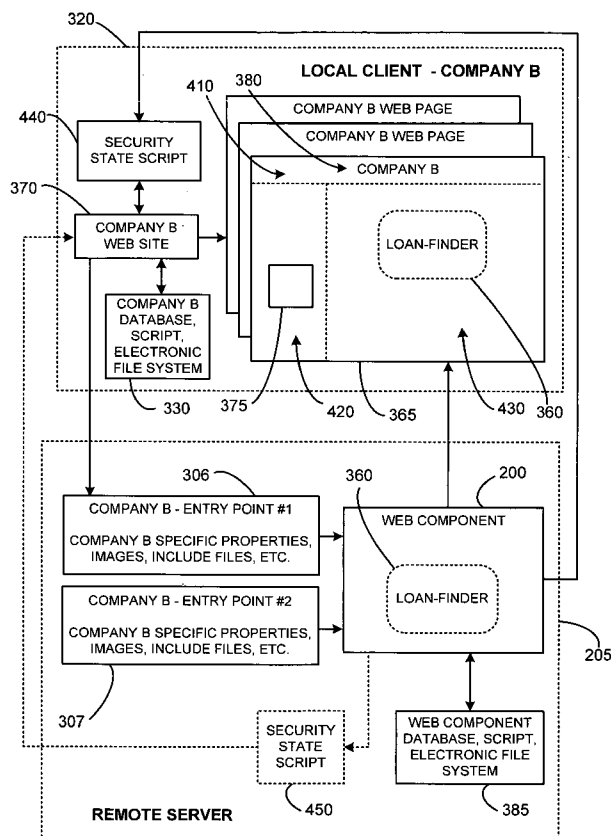 320
LOCAL CLIENT - COMPANY B
440
410
380
COMPANY B WEB PAGE
SECURITY
STATE SCRIPT
COMPANY B WEB PAGE
370
COMPANY B
COMPANY B
WEB SITE
LOAN-FINDER
COMPANY B
DATABASE,
SCRIPT,
ELECTRONIC
FILE SYSTEM
330
375
420
365
430
360
306
360
200
COMPANY B - ENTRY POINT #1
COMPANY B SPECIFIC PROPERTIES,
IMAGES, INCLUDE FILES, ETC.
WEB COMPONENT
LOAN-FINDER
COMPANY B - ENTRY POINT #2
COMPANY B SPECIFIC PROPERTIES,
IMAGES, INCLUDE FILES, ETC.
205
307
SECURITY
STATE
SCRIPT
450
WEB COMPONENT
DATABASE, SCRIPT,
ELECTRONIC FILE
SYSTEM
385
REMOTE SERVER